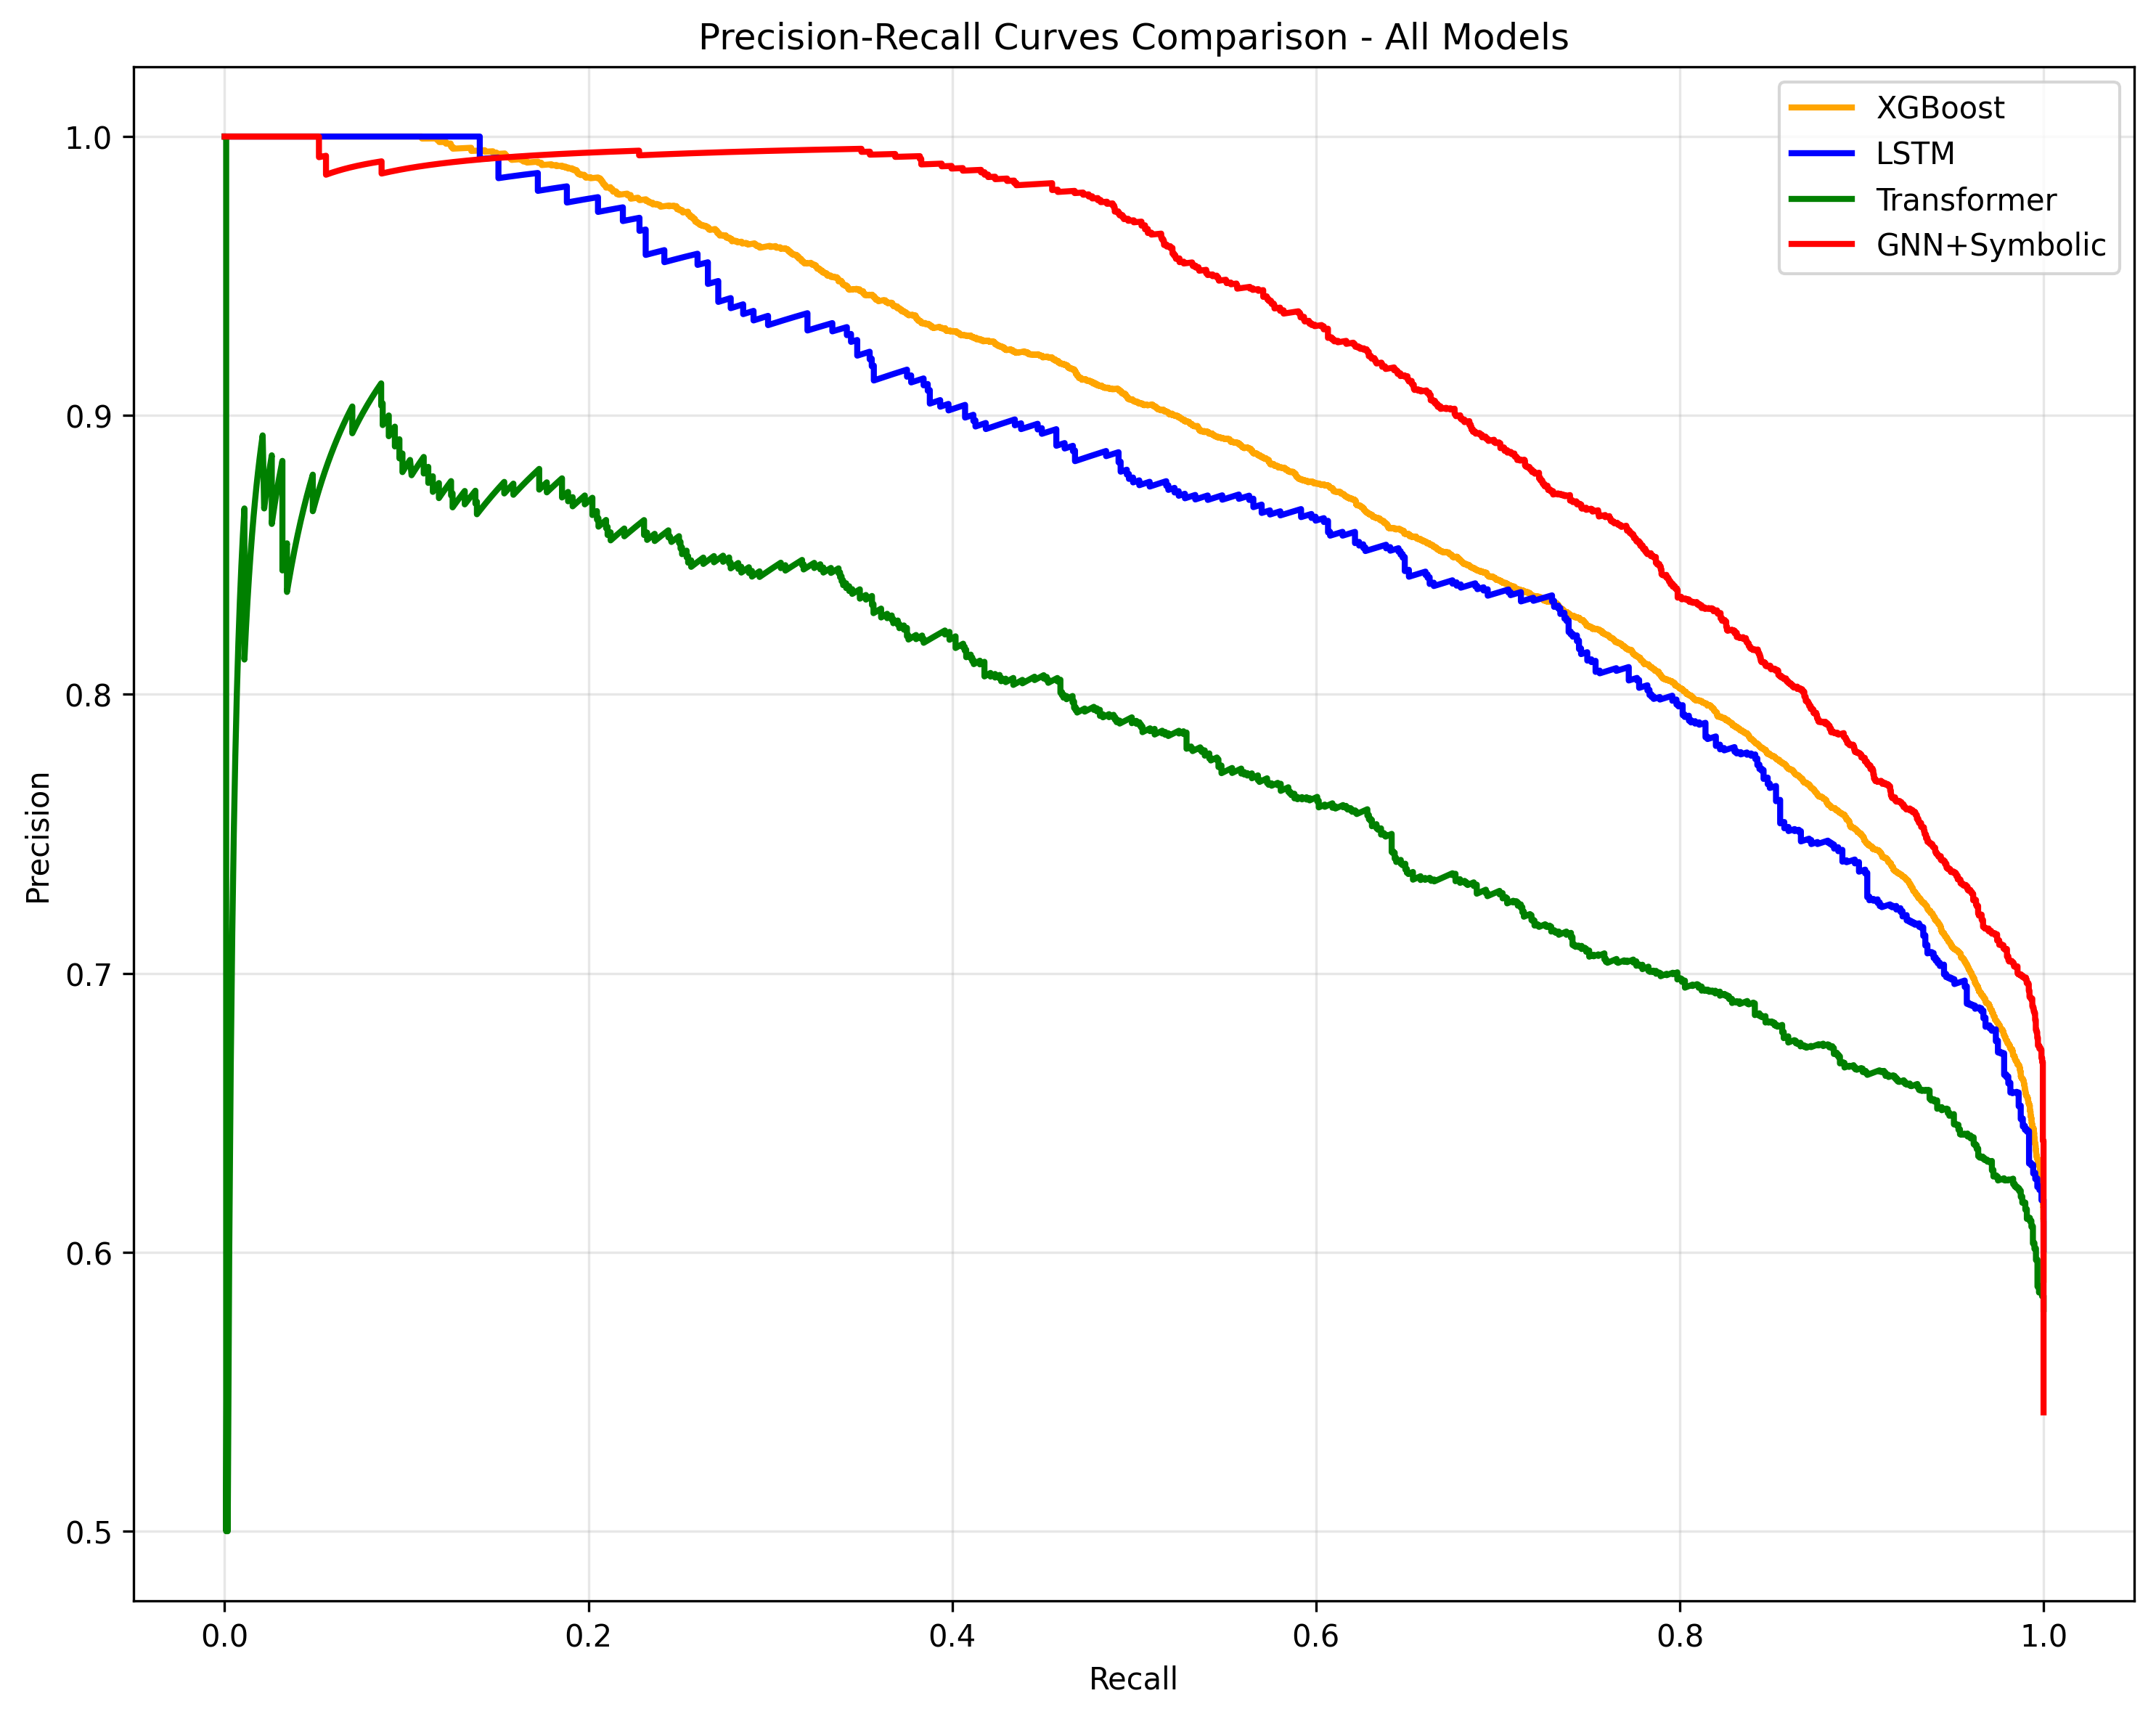 Precision-Recall Curves Comparison - All Models
XGBoost
LSTM
Transformer
GNN+Symbolic
1.0
0.9
0.8
0.7
0.6
0.5
Precision
0.0 0.2 0.4 0.6 0.8 1.0
Recall